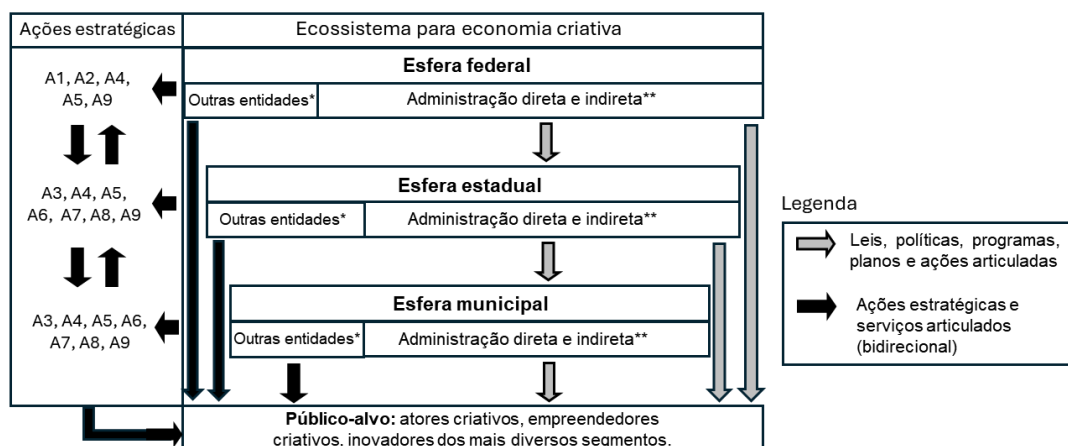 Ações estratégicas
Ecossistema para economia criativa
Esfera federal
A1, A2, A4,
A5, A9
Outras entidades*
Administração direta e indireta**
Esfera estadual
A3, A4, A5,
A6, A7, A8, A9
Outras entidades*
Administração direta e indireta**
Esfera municipal
A3, A4, A5, A6,
A7, A8, A9
Outras entidades*
Administração direta e indireta**
Público-alvo: atores criativos, empreendedores
criativos, inovadores dos mais diversos segmentos.
Legenda
Leis, políticas, programas,
planos e ações articuladas
Ações estratégicas e
serviços articulados
(bidirecional)